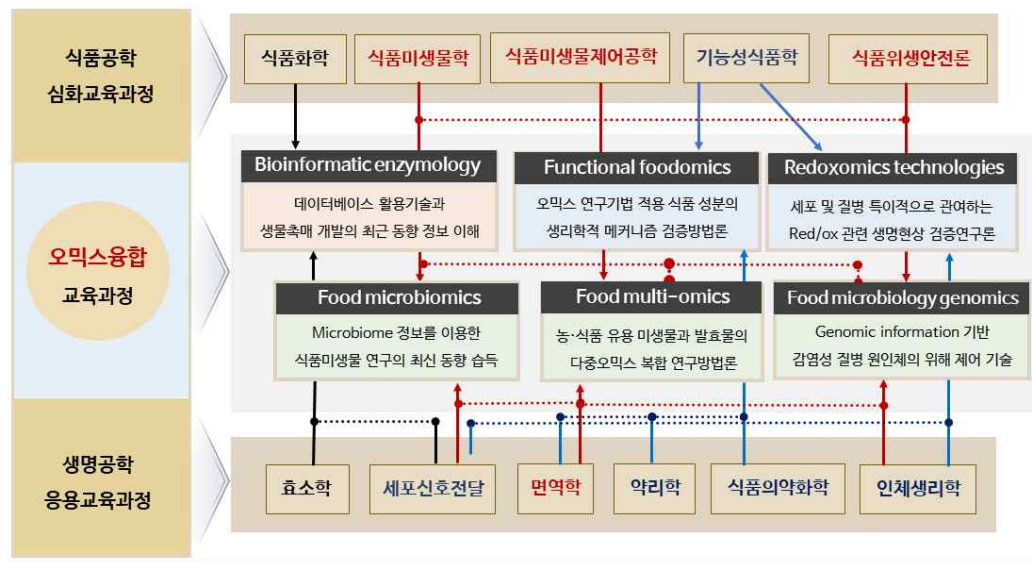 식품공학
심화교육과정
식품화학
식품미생물학
식품미생물제어공학
기능성식품학
식품위생안전론
오믹스융합
교육과정
Bioinformatic enzymology
데이터베이스 활용기술과
생물촉매 개발의 최근 동향 정보 이해
Functional foodomics
오믹스 연구기법 적용 식품 성분의
생리학적 메커니즘 검증방법론
Redoxomics technologies
세포 및 질병 특이적으로 관여하는
Red/ox 관련 생명현상 검증연구론
Food microbiomics
Microbiome 정보를 이용한
식품미생물 연구의 최신 동향 습득
Food multi-omics
농·식품 유용 미생물과 발효물의
다중오믹스 복합 연구방법론
Food microbiology genomics
Genomic information 기반
감염성 질병 원인체의 위해 제어 기술
생명공학
응용교육과정
효소학
세포신호전달
면역학
약리학
식품의약화학
인체생리학